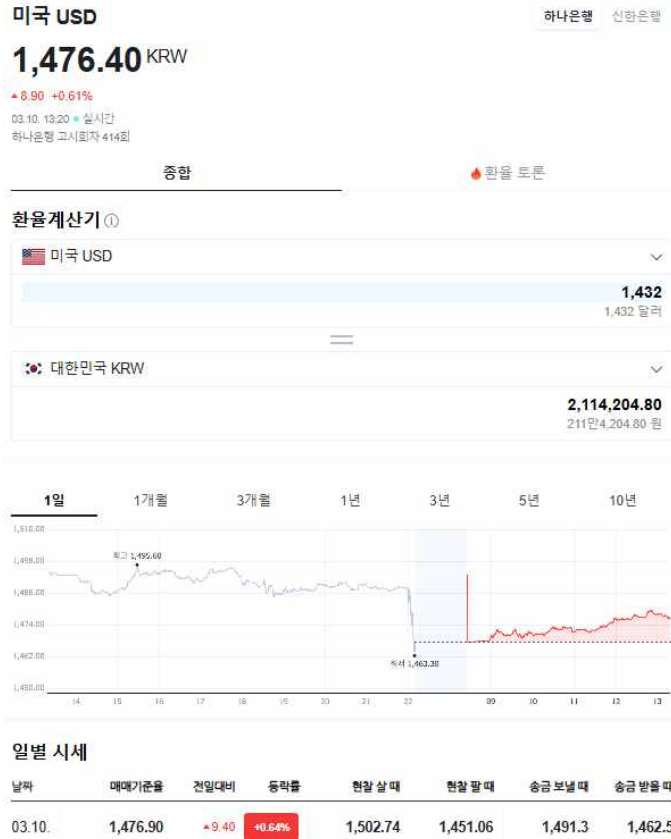 미국 USD
하나은행 신한은행
1,476.40 KRW
▲ 8.90 +0.61%
03.10. 13:20 실시간
하나은행 고시회차 414회
종합 환율 토론
환율계산기
미국 USD
1,432
1,432 달러
대한민국 KRW
2,114,204.80
211만4,204.80 원
1일 1개월 3개월 1년 3년 5년 10년
1,510.00
최고 1,495.60
1,498.00
1,486.00
1,474.00
1,462.00
최저 1,463.30
1,450.00
14 15 16 17 18 19 20 21 22 09 10 11 12 13
일별 시세
날짜 매매기준율 전일대비 등락률 현찰 살 때 현찰 팔 때 송금 보낼 때 송금 받을 때
03.10. 1,476.90 ▲9.40 +0.64% 1,502.74 1,451.06 1,491.3 1,462.5